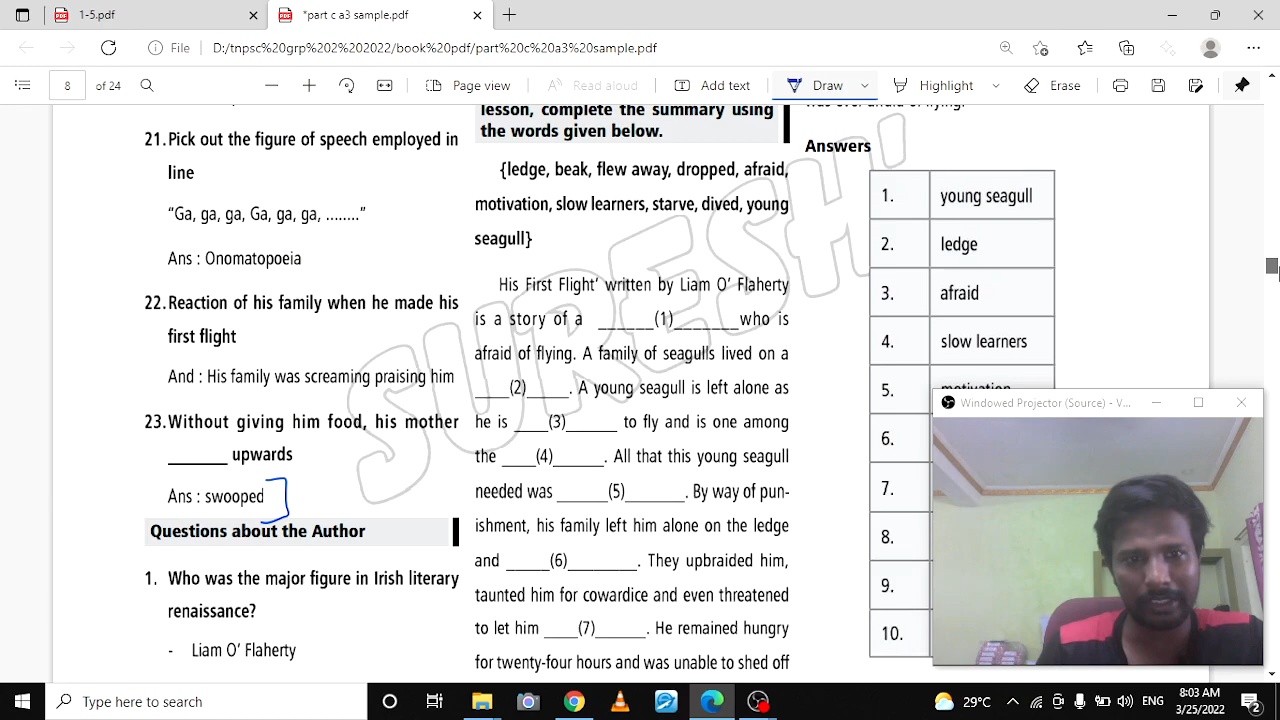 1-5.pdf
*part c a3 sample.pdf
File
D:/tnpsc%20grp%202%202022/book%20pdf/part%20c%20a3%20sample.pdf
8
of 24
Page view
Read aloud
Add text
Draw
Highlight
Erase
21. Pick out the figure of speech employed in
line
“Ga, ga, ga, Ga, ga, ga, ........”
Ans : Onomatopoeia
22. Reaction of his family when he made his
first flight
And : His family was screaming praising him
23. Without giving him food, his mother
_______ upwards
Ans : swooped
Questions about the Author
1. Who was the major figure in Irish literary
renaissance?
- Liam O’ Flaherty
lesson, complete the summary using
the words given below.
{ledge, beak, flew away, dropped, afraid,
motivation, slow learners, starve, dived, young
seagull}
His First Flight’ written by Liam O’ Flaherty
is a story of a ______(1)_______who is
afraid of flying. A family of seagulls lived on a
____(2)_____. A young seagull is left alone as
he is ____(3)______ to fly and is one among
the ____(4)______. All that this young seagull
needed was ______(5)_______. By way of pun-
ishment, his family left him alone on the ledge
and _____(6)________. They upbraided him,
taunted him for cowardice and even threatened
to let him ____(7)______. He remained hungry
for twenty-four hours and was unable to shed off
was ever afraid of flying.
Answers
1. young seagull
2. ledge
3. afraid
4. slow learners
5. motivation
6.
7.
8.
9.
10.
SURESH'
Windowed Projector (Source) - V...
Type here to search
29°C
ENG
8:03 AM
3/25/2022
2